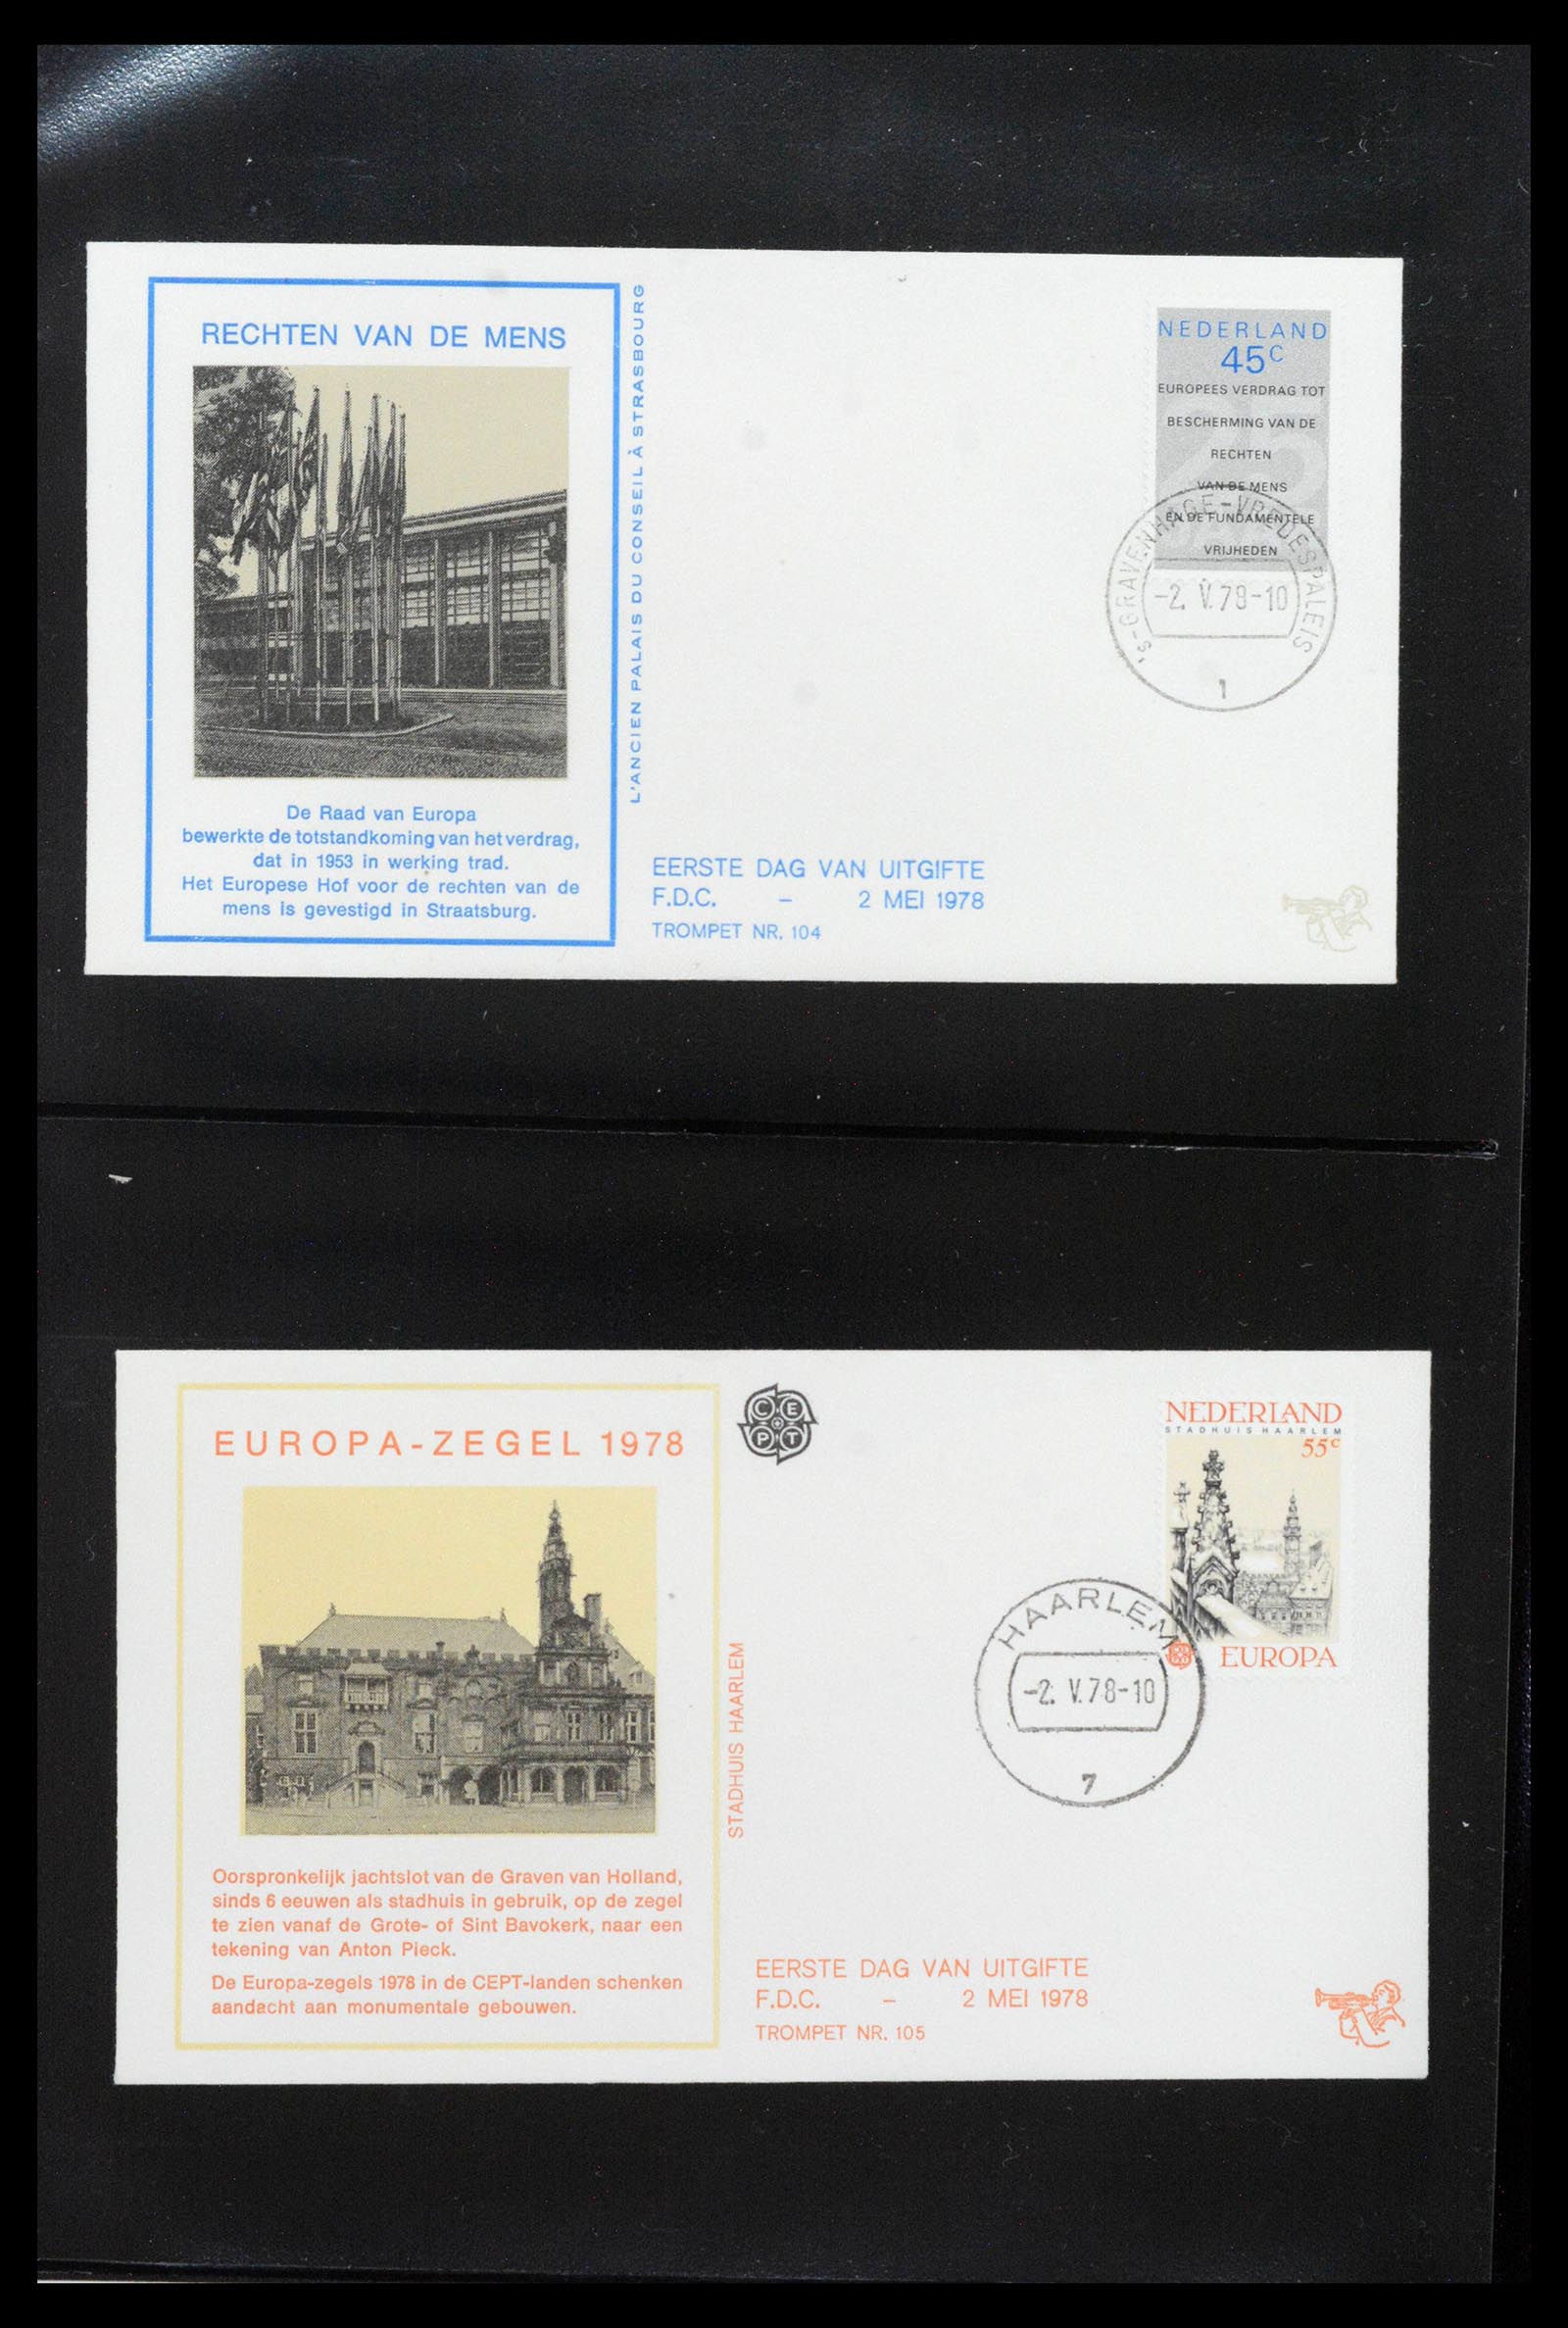 RECHTEN VAN DE MENS
L'ANCIEN PALAIS DU CONSEIL À STRASBOURG
De Raad van Europa
bewerkte de totstandkoming van het verdrag,
dat in 1953 in werking trad.
Het Europese Hof voor de rechten van de
mens is gevestigd in Straatsburg.
EERSTE DAG VAN UITGIFTE
F.D.C. - 2 MEI 1978
TROMPET NR. 104
NEDERLAND
45C
EUROPEES VERDRAG TOT
BESCHERMING VAN DE
RECHTEN
VAN DE MENS
EN DE FUNDAMENTELE
VRIJHEDEN
's-GRAVENHAGE-VREDESPALEIS
-2. V.78-10
1
EUROPA-ZEGEL 1978
STADHUIS HAARLEM
Oorspronkelijk jachtslot van de Graven van Holland,
sinds 6 eeuwen als stadhuis in gebruik, op de zegel
te zien vanaf de Grote- of Sint Bavokerk, naar een
tekening van Anton Pieck.
De Europa-zegels 1978 in de CEPT-landen schenken
aandacht aan monumentale gebouwen.
CEPT
EERSTE DAG VAN UITGIFTE
F.D.C. - 2 MEI 1978
TROMPET NR. 105
NEDERLAND
STADHUIS HAARLEM
55c
EUROPA
HAARLEM
-2. V.78-10
7